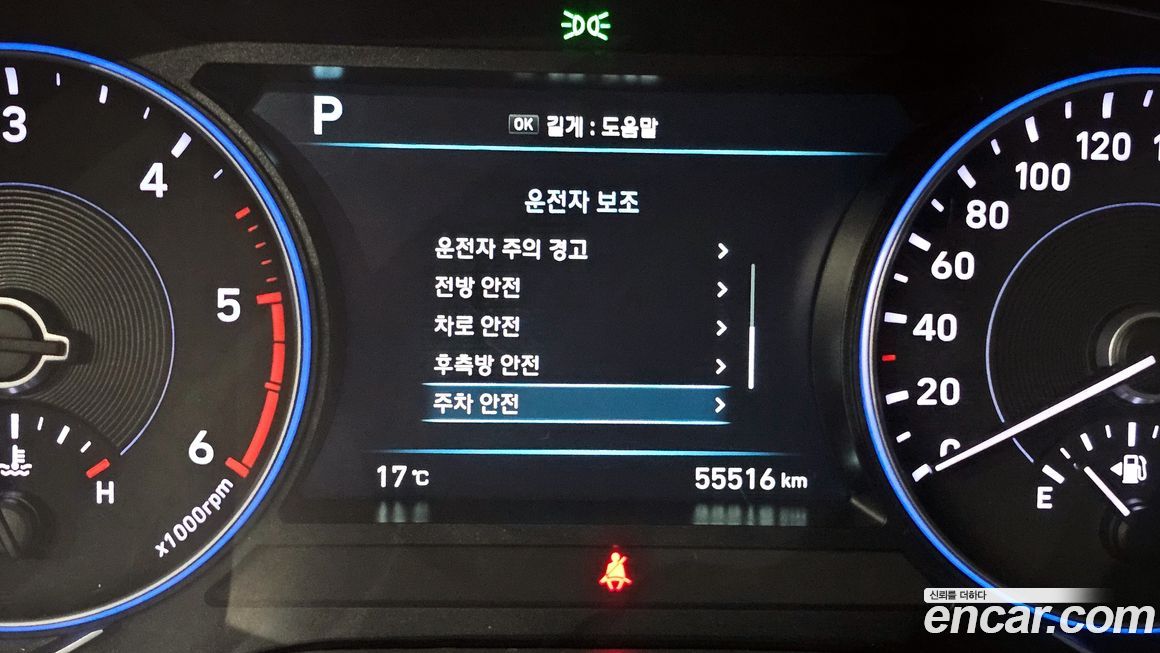 P
OK 길게 : 도움말
운전자 보조
운전자 주의 경고
전방 안전
차로 안전
후측방 안전
주차 안전
17℃
55516 km
3
4
5
6
x1000rpm
H
120
100
80
60
40
20
0
E
신뢰를 더하다
encar.com